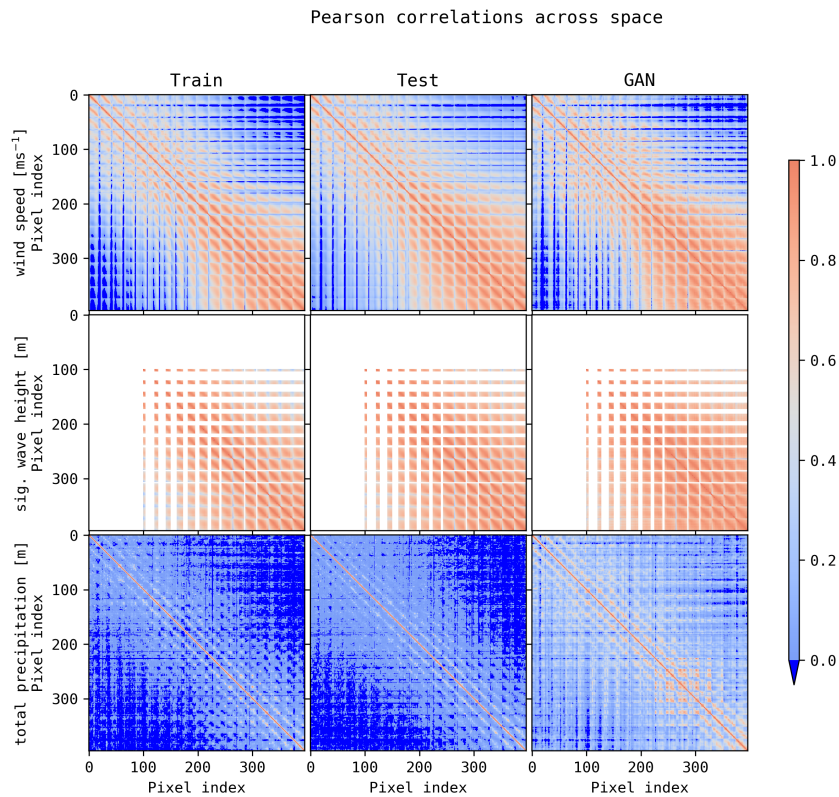 Pearson correlations across space
Train
Test
GAN
wind speed [ms⁻¹]
Pixel index
0
100
200
300
sig. wave height [m]
Pixel index
0
100
200
300
total precipitation [m]
Pixel index
0
100
200
300
0 100 200 300
0 100 200 300
0 100 200 300
Pixel index
Pixel index
Pixel index
1.0
0.8
0.6
0.4
0.2
0.0